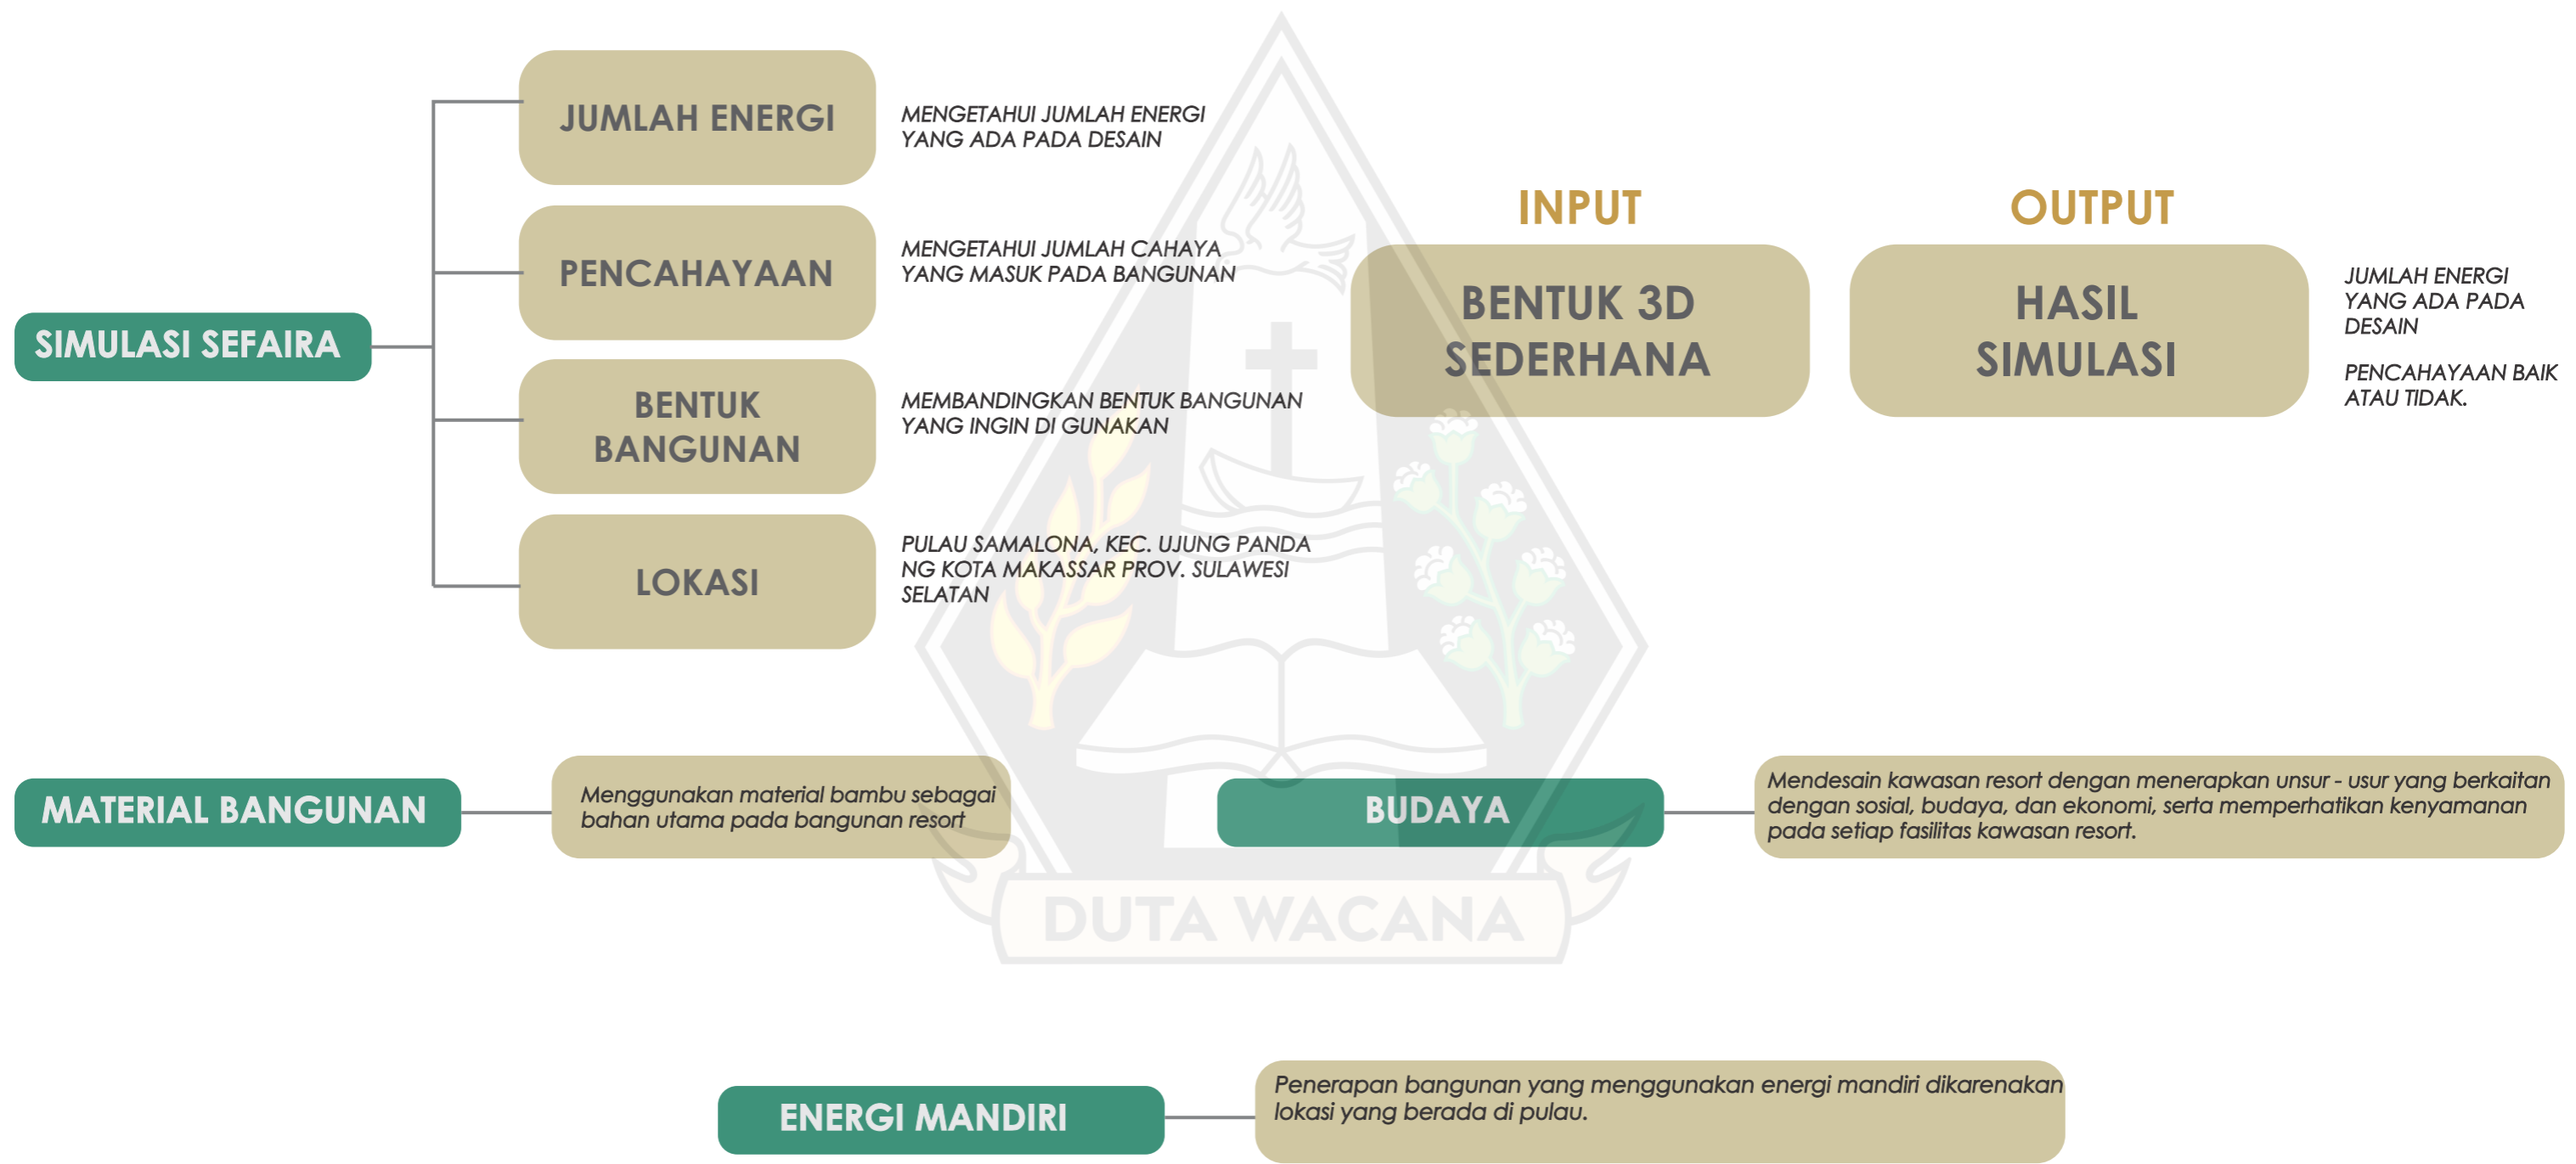 SIMULASI SEFAIRA
JUMLAH ENERGI
MENGETAHUI JUMLAH ENERGI
YANG ADA PADA DESAIN
PENCAHAYAAN
MENGETAHUI JUMLAH CAHAYA
YANG MASUK PADA BANGUNAN
BENTUK
BANGUNAN
MEMBANDINGKAN BENTUK BANGUNAN
YANG INGIN DI GUNAKAN
LOKASI
PULAU SAMALONA, KEC. UJUNG PANDA
NG KOTA MAKASSAR PROV. SULAWESI
SELATAN
INPUT
BENTUK 3D
SEDERHANA
OUTPUT
HASIL
SIMULASI
JUMLAH ENERGI
YANG ADA PADA
DESAIN
PENCAHAYAAN BAIK
ATAU TIDAK.
MATERIAL BANGUNAN
Menggunakan material bambu sebagai
bahan utama pada bangunan resort
BUDAYA
Mendesain kawasan resort dengan menerapkan unsur - usur yang berkaitan
dengan sosial, budaya, dan ekonomi, serta memperhatikan kenyamanan
pada setiap fasilitas kawasan resort.
DUTA WACANA
ENERGI MANDIRI
Penerapan bangunan yang menggunakan energi mandiri dikarenakan
lokasi yang berada di pulau.